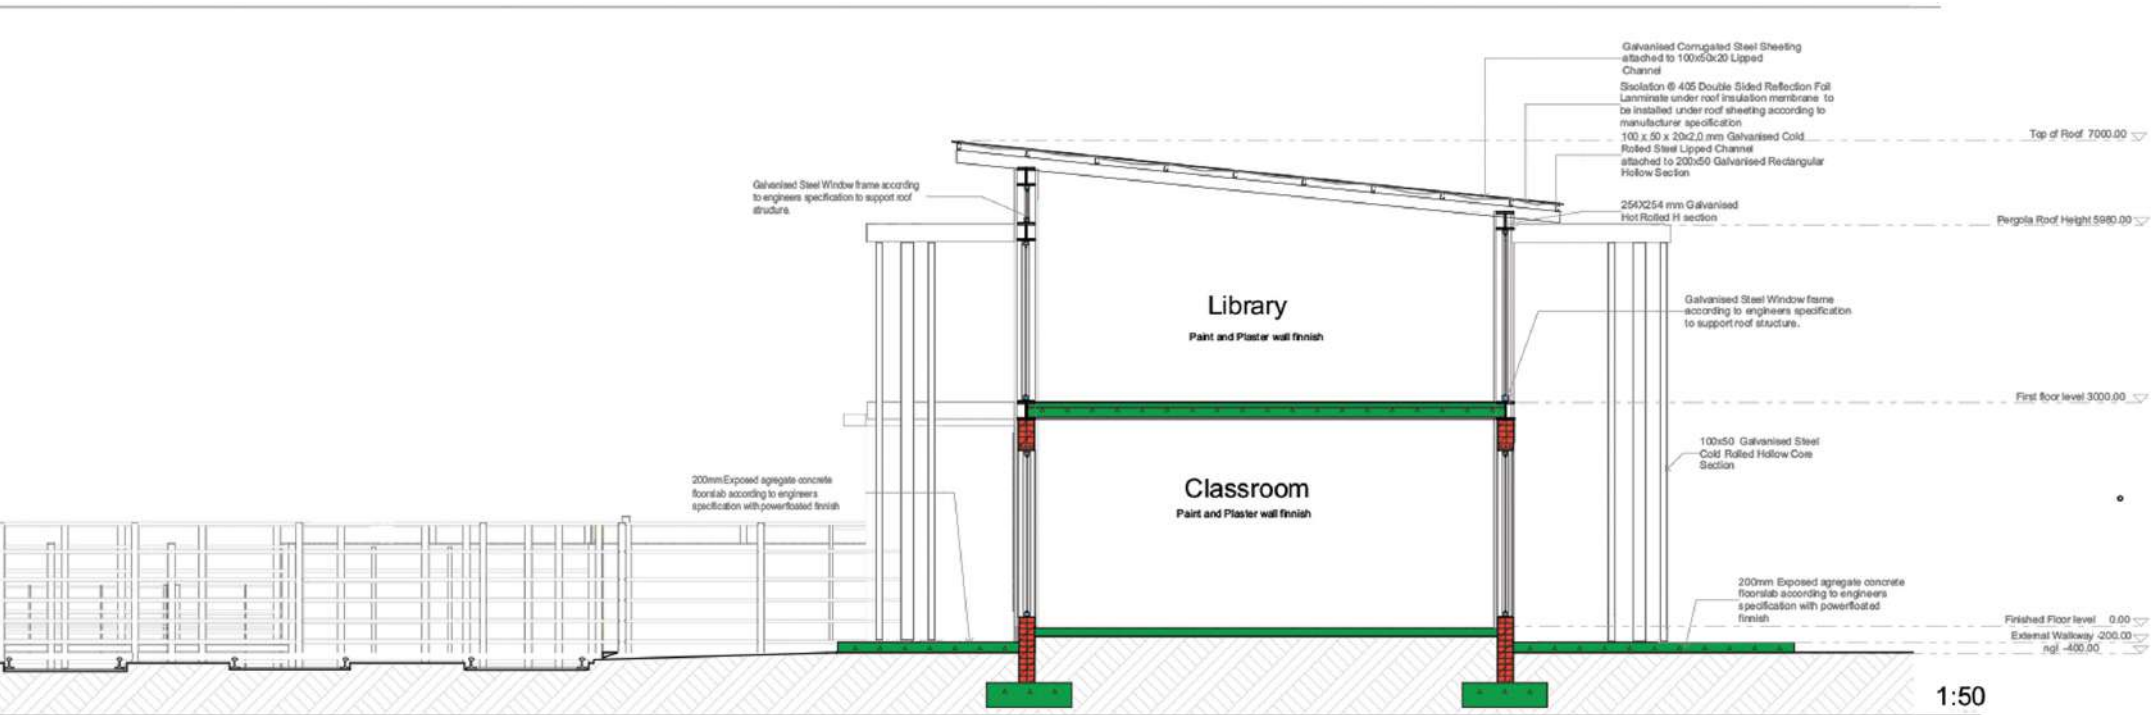 Galvanised Corrugated Steel Sheeting
attached to 100x50x20 Lipped
Channel
Sisolation ® 405 Double Sided Reflection Foil
Lanminate under roof insulation membrane to
be installed under roof sheeting according to
manufacturer specification
100 x 50 x 20x2,0 mm Galvanised Cold
Rolled Steel Lipped Channel
attached to 200x50 Galvanised Rectangular
Hollow Section
Top of Roof 7000.00
Galvanised Steel Window frame according
to engineers specification to support roof
structure.
254X254 mm Galvanised
Hot Rolled H section
Pergola Roof Height 5980.00
Library
Paint and Plaster wall finnish
Galvanised Steel Window frame
according to engineers specification
to support roof structure.
First floor level 3000.00
100x50 Galvanised Steel
Cold Rolled Hollow Core
Section
200mm Exposed agregate concrete
floorslab according to engineers
specification with powerfloated finnish
Classroom
Paint and Plaster wall finnish
200mm Exposed agregate concrete
floorslab according to engineers
specification with powerfloated
finnish
Finished Floor level 0.00
External Walkway -200.00
ngl -400.00
1:50